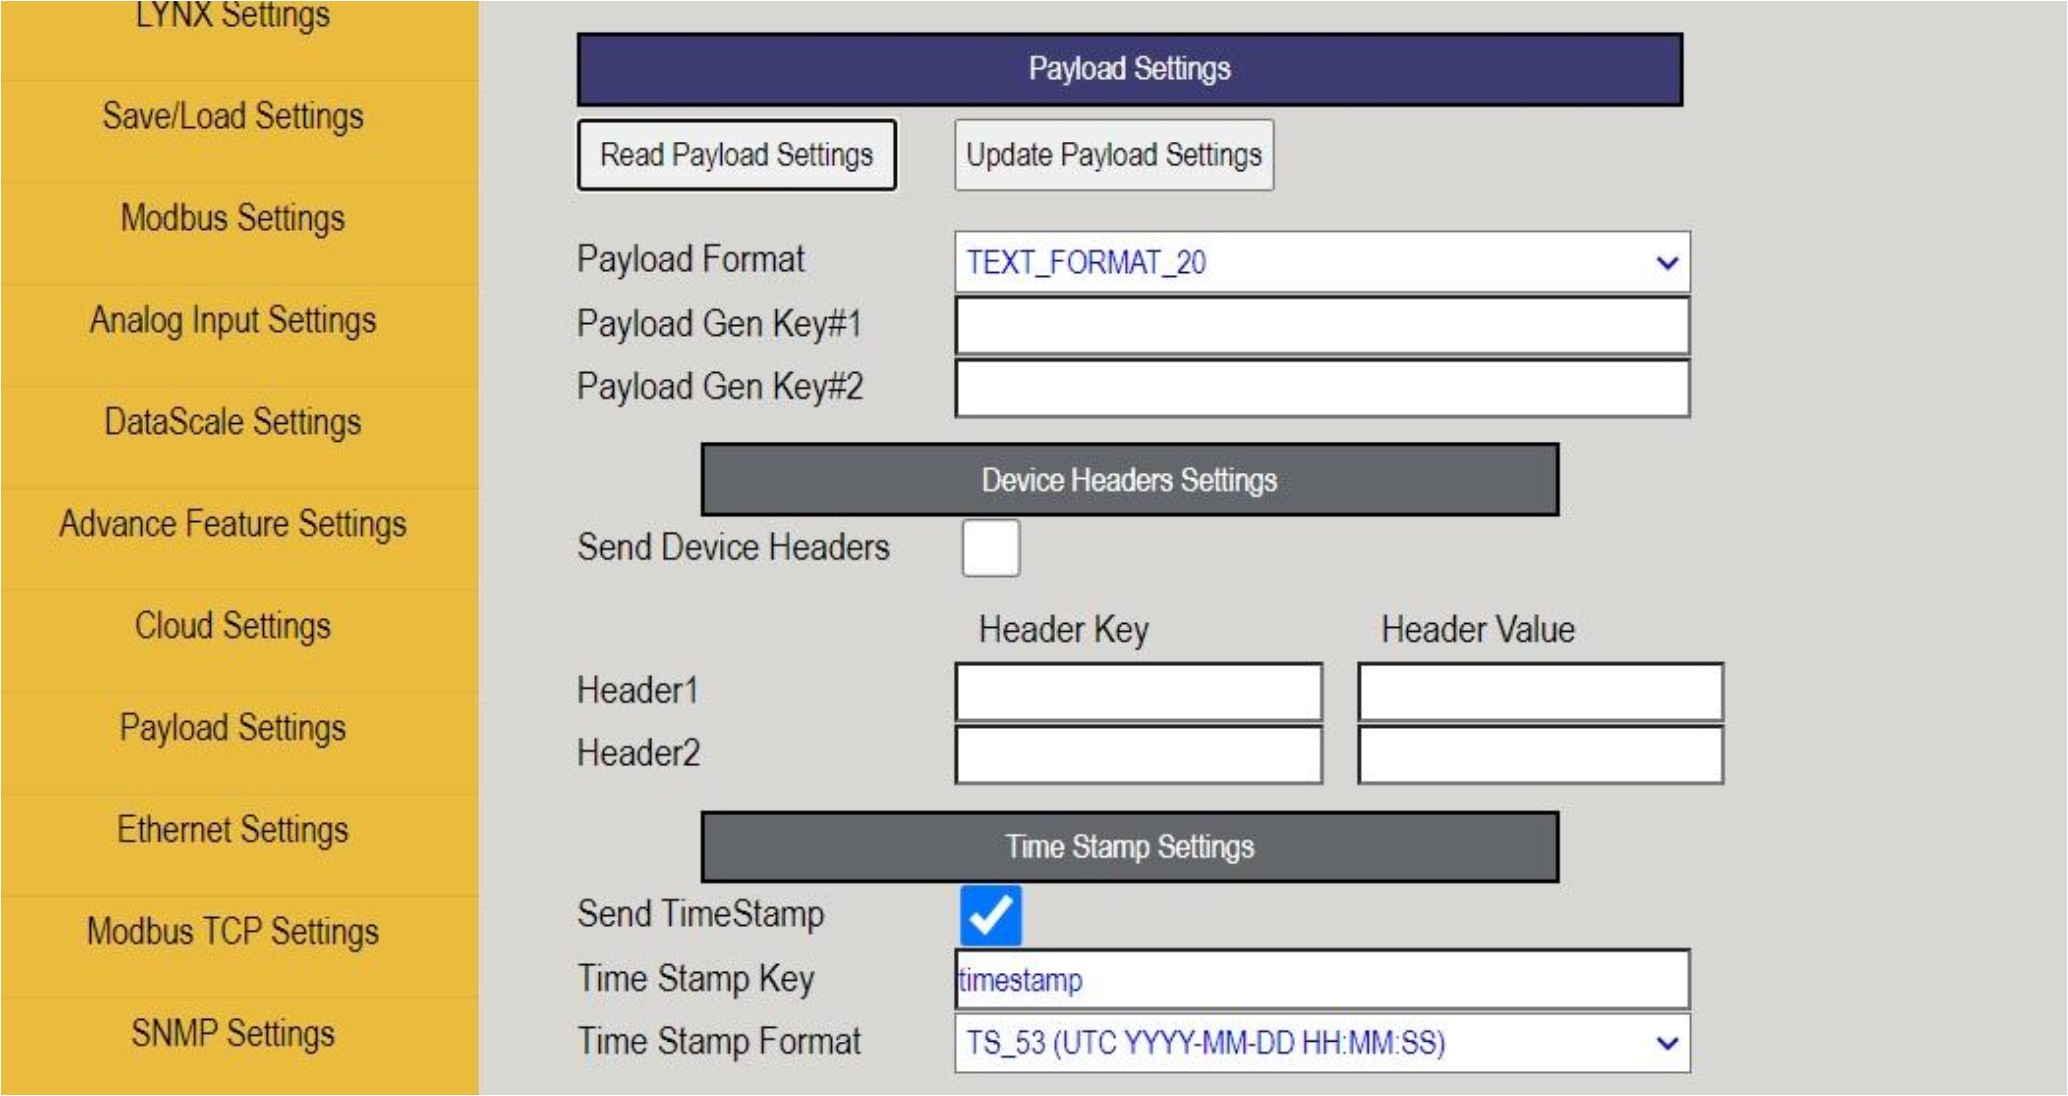 LYNX Settings
Save/Load Settings
Modbus Settings
Analog Input Settings
DataScale Settings
Advance Feature Settings
Cloud Settings
Payload Settings
Ethernet Settings
Modbus TCP Settings
SNMP Settings
Payload Settings
Read Payload Settings Update Payload Settings
Payload Format TEXT_FORMAT_20
Payload Gen Key#1
Payload Gen Key#2
Device Headers Settings
Send Device Headers
Header Key Header Value
Header1
Header2
Time Stamp Settings
Send TimeStamp
Time Stamp Key timestamp
Time Stamp Format TS_53 (UTC YYYY-MM-DD HH:MM:SS)